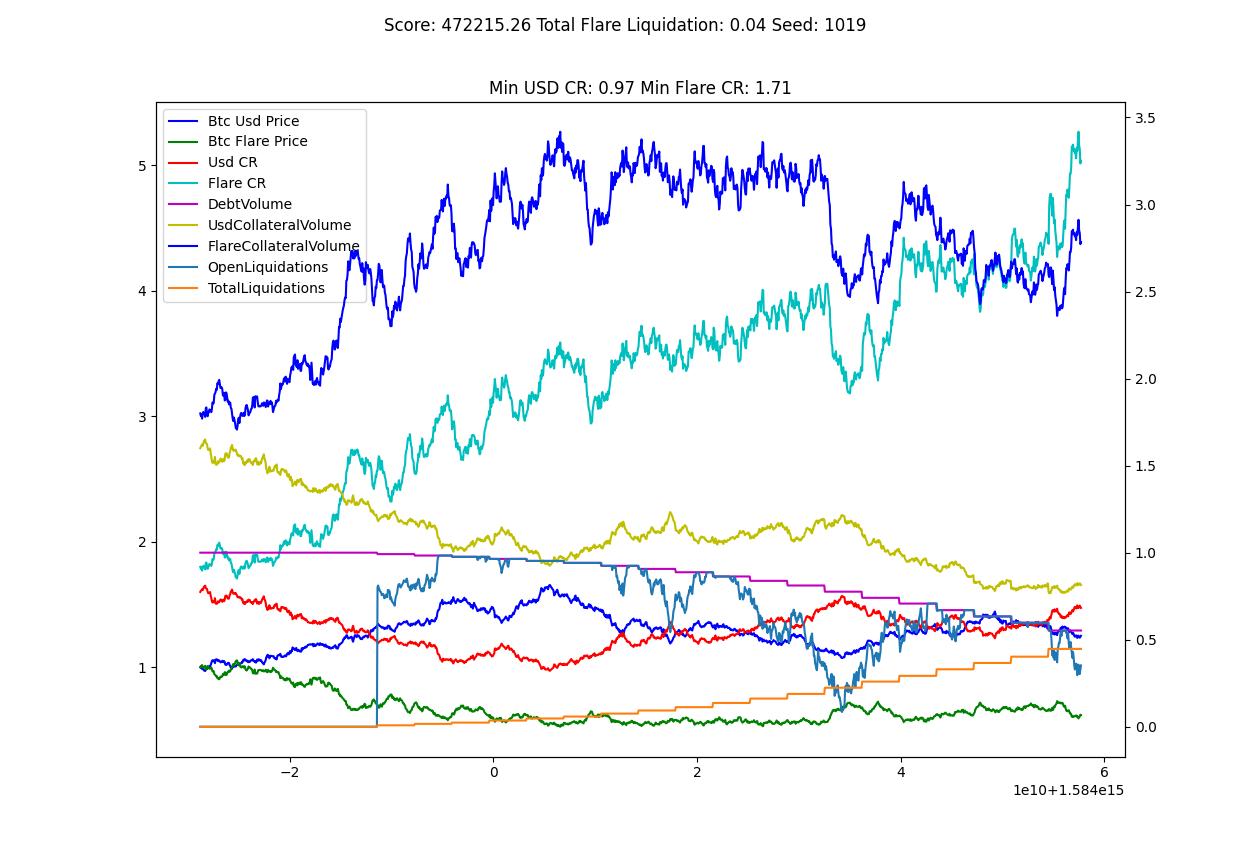 Score: 472215.26 Total Flare Liquidation: 0.04 Seed: 1019
Min USD CR: 0.97 Min Flare CR: 1.71
Btc Usd Price
Btc Flare Price
Usd CR
Flare CR
DebtVolume
UsdCollateralVolume
FlareCollateralVolume
OpenLiquidations
TotalLiquidations
5
4
3
2
1
3.5
3.0
2.5
2.0
1.5
1.0
0.5
0.0
−2
0
2
4
6
1e10+1.584e15